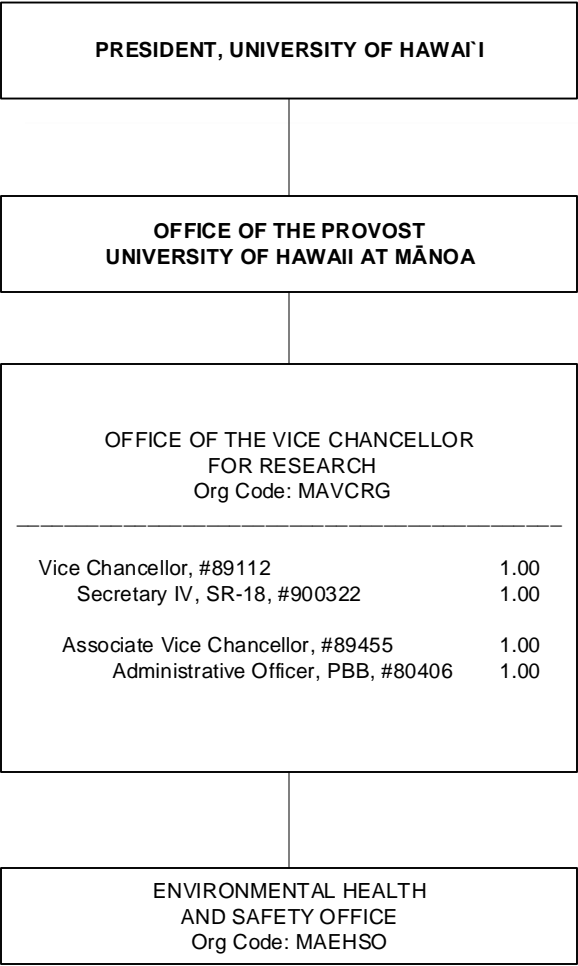 PRESIDENT, UNIVERSITY OF HAWAI`I
OFFICE OF THE PROVOST
UNIVERSITY OF HAWAII AT MĀNOA
OFFICE OF THE VICE CHANCELLOR
FOR RESEARCH
Org Code: MAVCRG
Vice Chancellor, #89112 1.00
Secretary IV, SR-18, #900322 1.00
Associate Vice Chancellor, #89455 1.00
Administrative Officer, PBB, #80406 1.00
ENVIRONMENTAL HEALTH
AND SAFETY OFFICE
Org Code: MAEHSO